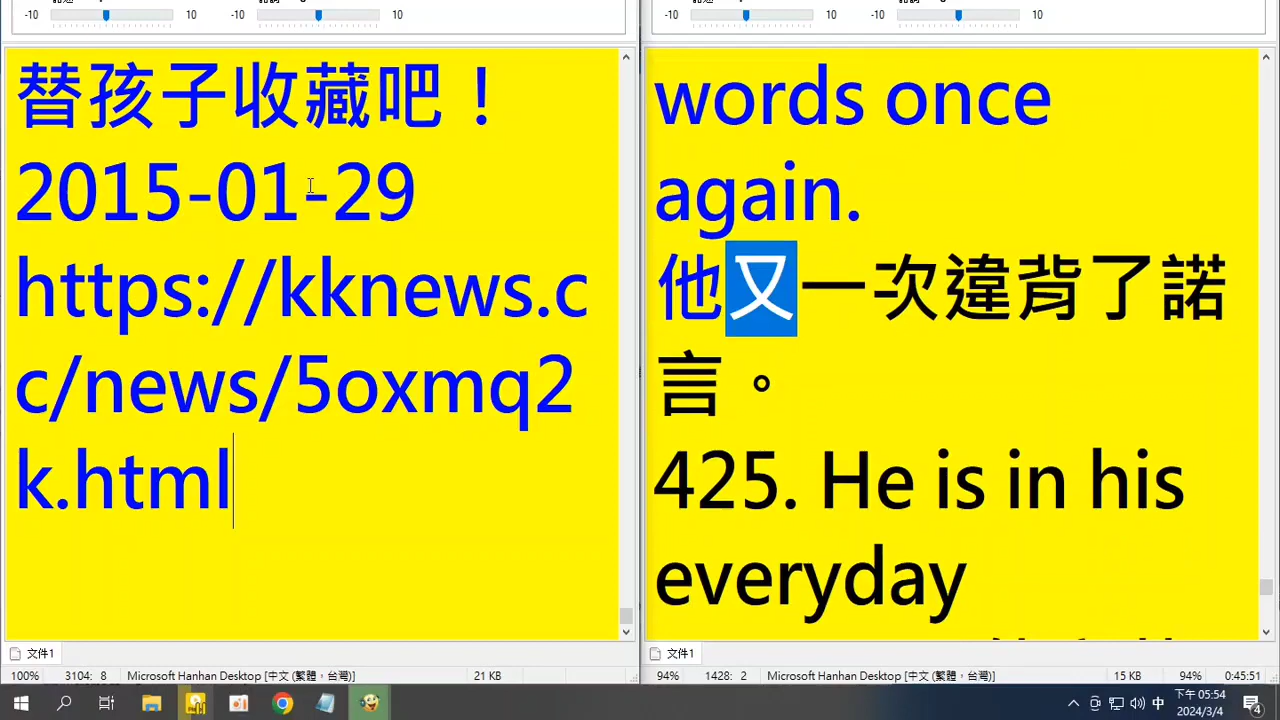 -10
10
-10
10
-10
10
-10
10
替孩子收藏吧！
2015-01-29
https://kknews.c
c/news/5oxmq2
k.html
words once
again.
他又一次違背了諾
言。
425. He is in his
everyday
文件1
文件1
100%
3104: 8
Microsoft Hanhan Desktop [中文 (繁體，台灣)]
21 KB
94%
1428: 2
Microsoft Hanhan Desktop [中文 (繁體，台灣)]
15 KB
94%
0:45:51
中
下午 05:54
2024/3/4
4